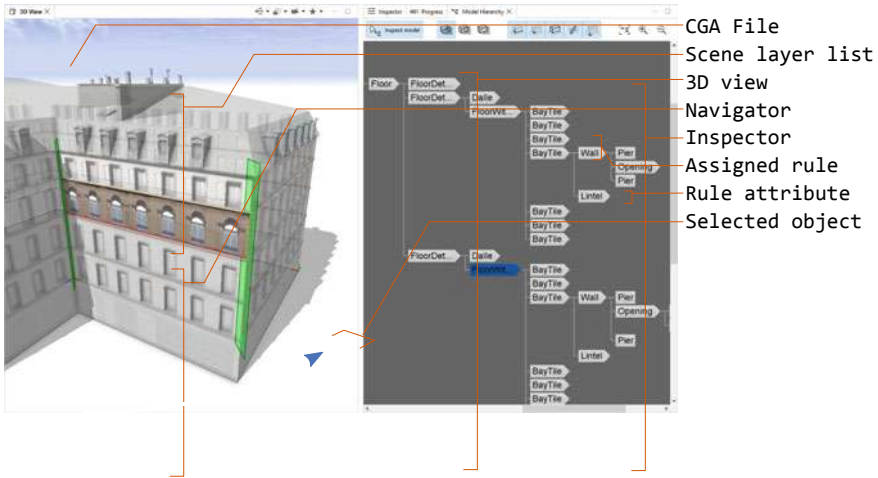 3D View
Inspector Progress Model Hierarchy
Inspect model
CGA File
Scene layer list
3D view
Navigator
Inspector
Assigned rule
Rule attribute
Selected object
Floor FloorDet...
FloorDet... Dalle
FloorWit... BayTile
BayTile
BayTile
BayTile Wall Pier
Opening
Pier
Lintel
BayTile
BayTile
BayTile
FloorDet... Dalle
FloorWit... BayTile
BayTile
BayTile Wall Pier
Opening
Pier
Lintel
BayTile
BayTile
BayTile